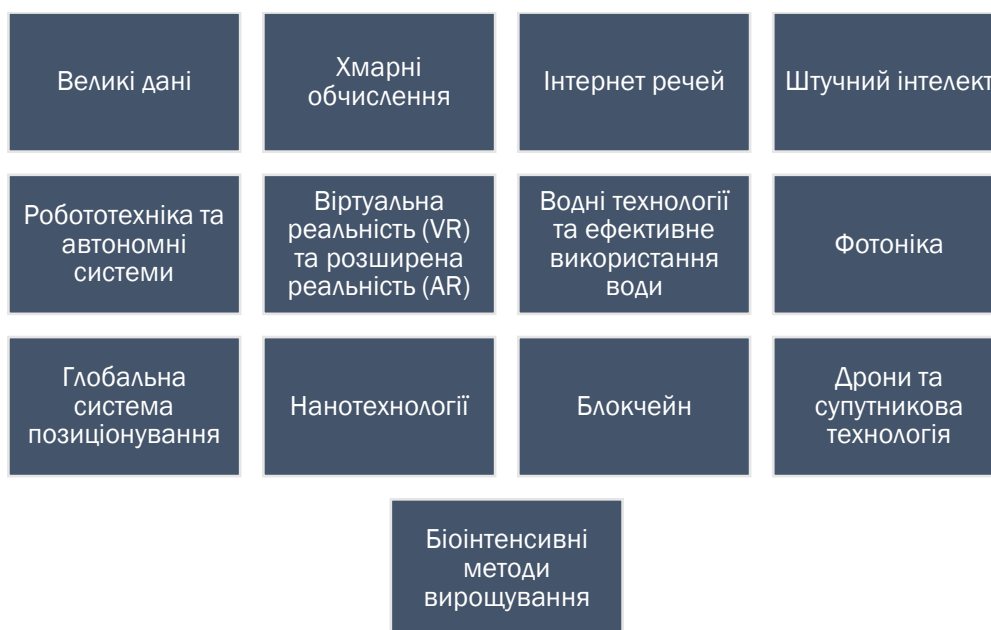 Великі дані
Хмарні
обчислення
Інтернет речей
Штучний інтелект
Робототехніка та
автономні
системи
Віртуальна
реальність (VR)
та розширена
реальність (AR)
Водні технології
та ефективне
використання
води
Фотоніка
Глобальна
система
позиціонування
Нанотехнології
Блокчейн
Дрони та
супутникова
технологія
Біоінтенсивні
методи
вирощування